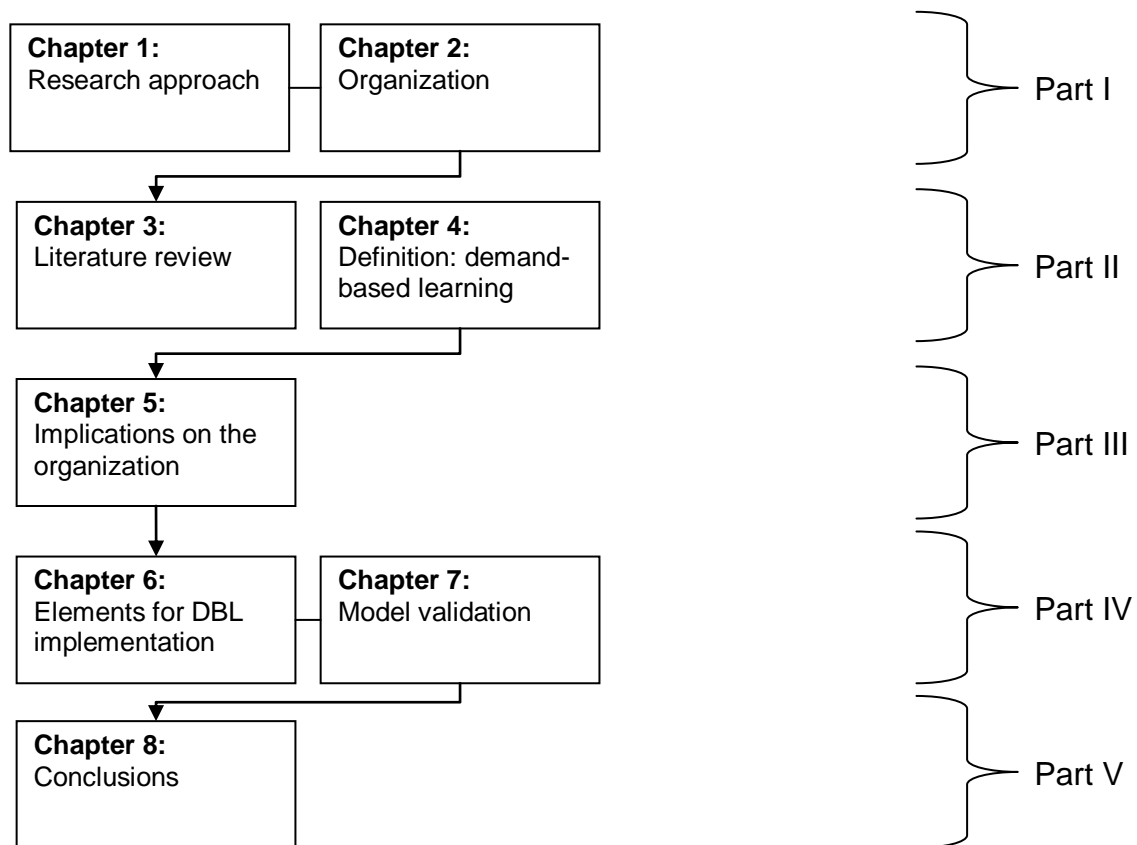 Chapter 1:
Research approach
Chapter 2:
Organization
Part I
Chapter 3:
Literature review
Chapter 4:
Definition: demand-
based learning
Part II
Chapter 5:
Implications on the
organization
Part III
Chapter 6:
Elements for DBL
implementation
Chapter 7:
Model validation
Part IV
Chapter 8:
Conclusions
Part V